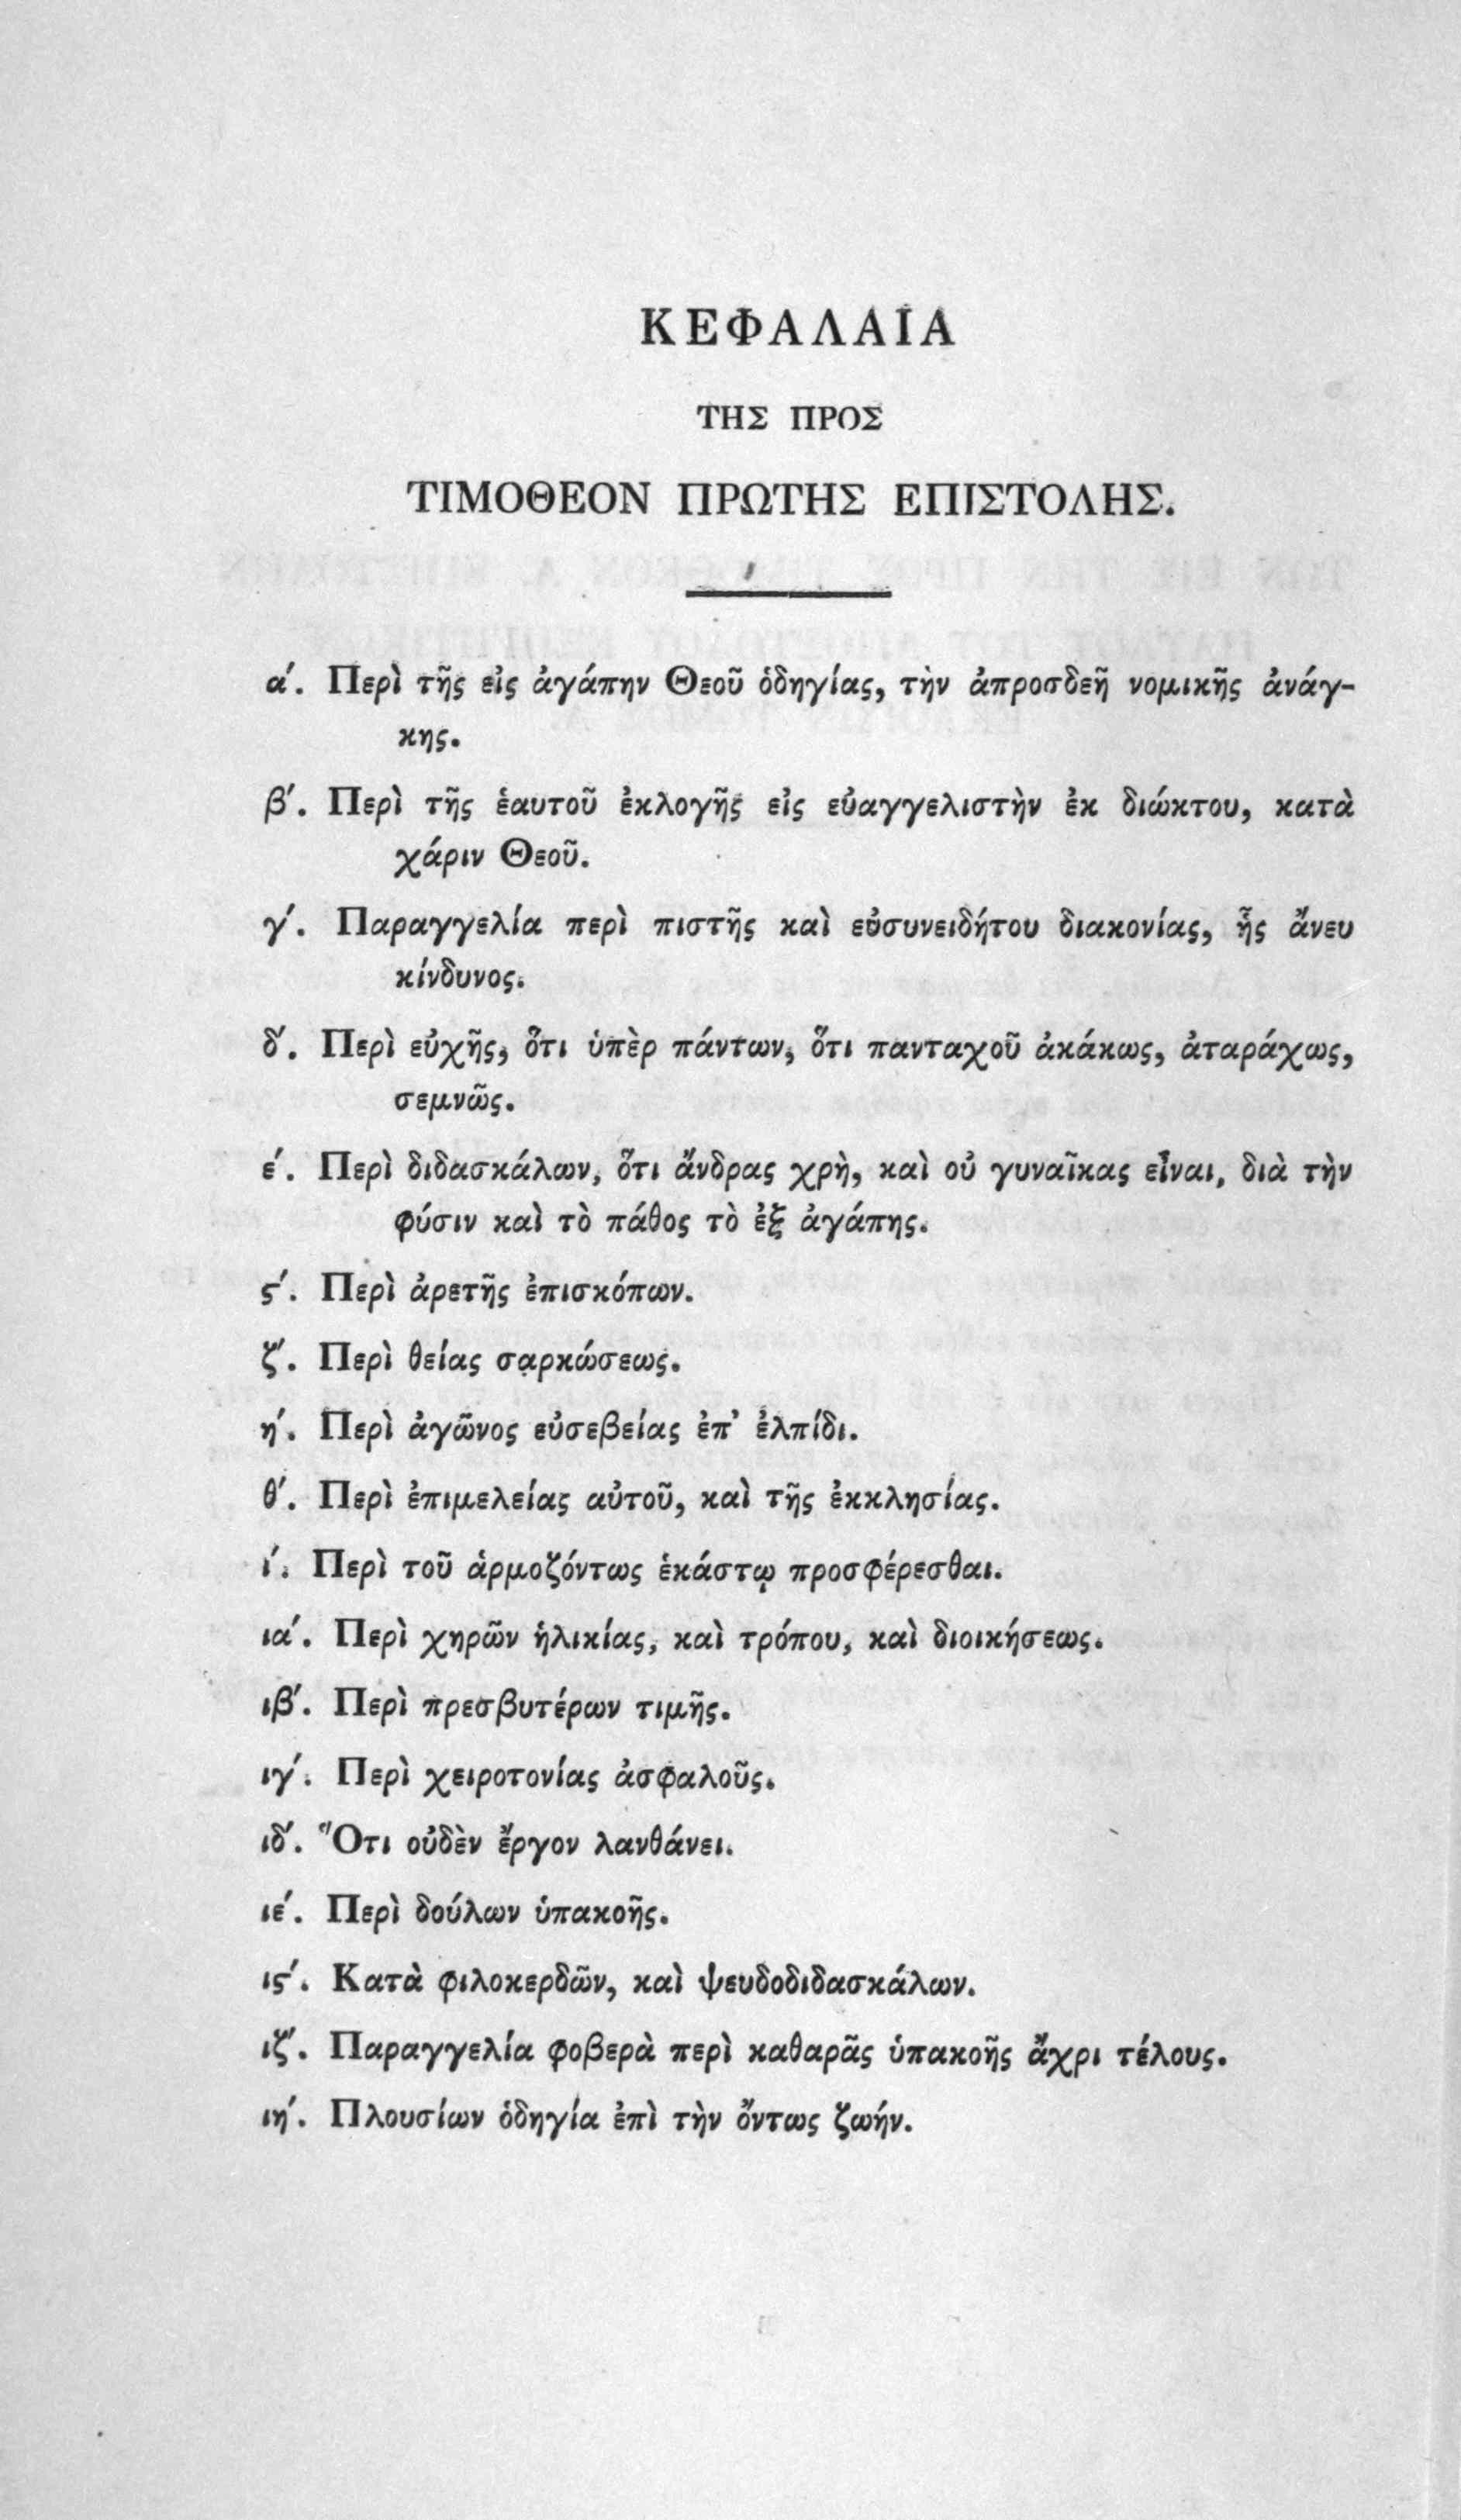 ΚΕΦΑΛΑΙΑ
ΤΗΣ ΠΡΟΣ
ΤΙΜΟΘΕΟΝ ΠΡΩΤΗΣ ΕΠΙΣΤΟΛΗΣ.
α΄. Περὶ τῆς εἰς ἀγάπην Θεοῦ ὁδηγίας, τὴν ἀπροσδεῆ νομικῆς ἀνάγ-
κης.
β΄. Περὶ τῆς ἑαυτοῦ ἐκλογῆς εἰς εὐαγγελιστὴν ἐκ διώκτου, κατὰ
χάριν Θεοῦ.
γ΄. Παραγγελία περὶ πιστῆς καὶ εὐσυνειδήτου διακονίας, ἧς ἄνευ
κίνδυνος.
δ΄. Περὶ εὐχῆς, ὅτι ὑπὲρ πάντων, ὅτι πανταχοῦ ἀκάκως, ἀταράχως,
σεμνῶς.
ε΄. Περὶ διδασκάλων, ὅτι ἄνδρας χρὴ, καὶ οὐ γυναῖκας εἶναι, διὰ τὴν
φύσιν καὶ τὸ πάθος τὸ ἐξ ἀγάπης.
ϛ΄. Περὶ ἀρετῆς ἐπισκόπων.
ζ΄. Περὶ θείας σαρκώσεως.
η΄. Περὶ ἀγῶνος εὐσεβείας ἐπ’ ἐλπίδι.
θ΄. Περὶ ἐπιμελείας αὐτοῦ, καὶ τῆς ἐκκλησίας.
ι΄. Περὶ τοῦ ἁρμοζόντως ἑκάστῳ προσφέρεσθαι.
ια΄. Περὶ χηρῶν ἡλικίας, καὶ τρόπου, καὶ διοικήσεως.
ιβ΄. Περὶ πρεσβυτέρων τιμῆς.
ιγ΄. Περὶ χειροτονίας ἀσφαλοῦς.
ιδ΄. Ὅτι οὐδὲν ἔργον λανθάνει.
ιε΄. Περὶ δούλων ὑπακοῆς.
ιϛ΄. Κατὰ φιλοκερδῶν, καὶ ψευδοδιδασκάλων.
ιζ΄. Παραγγελία φοβερὰ περὶ καθαρᾶς ὑπακοῆς ἄχρι τέλους.
ιη΄. Πλουσίων ὁδηγία ἐπὶ τὴν ὄντως ζωήν.